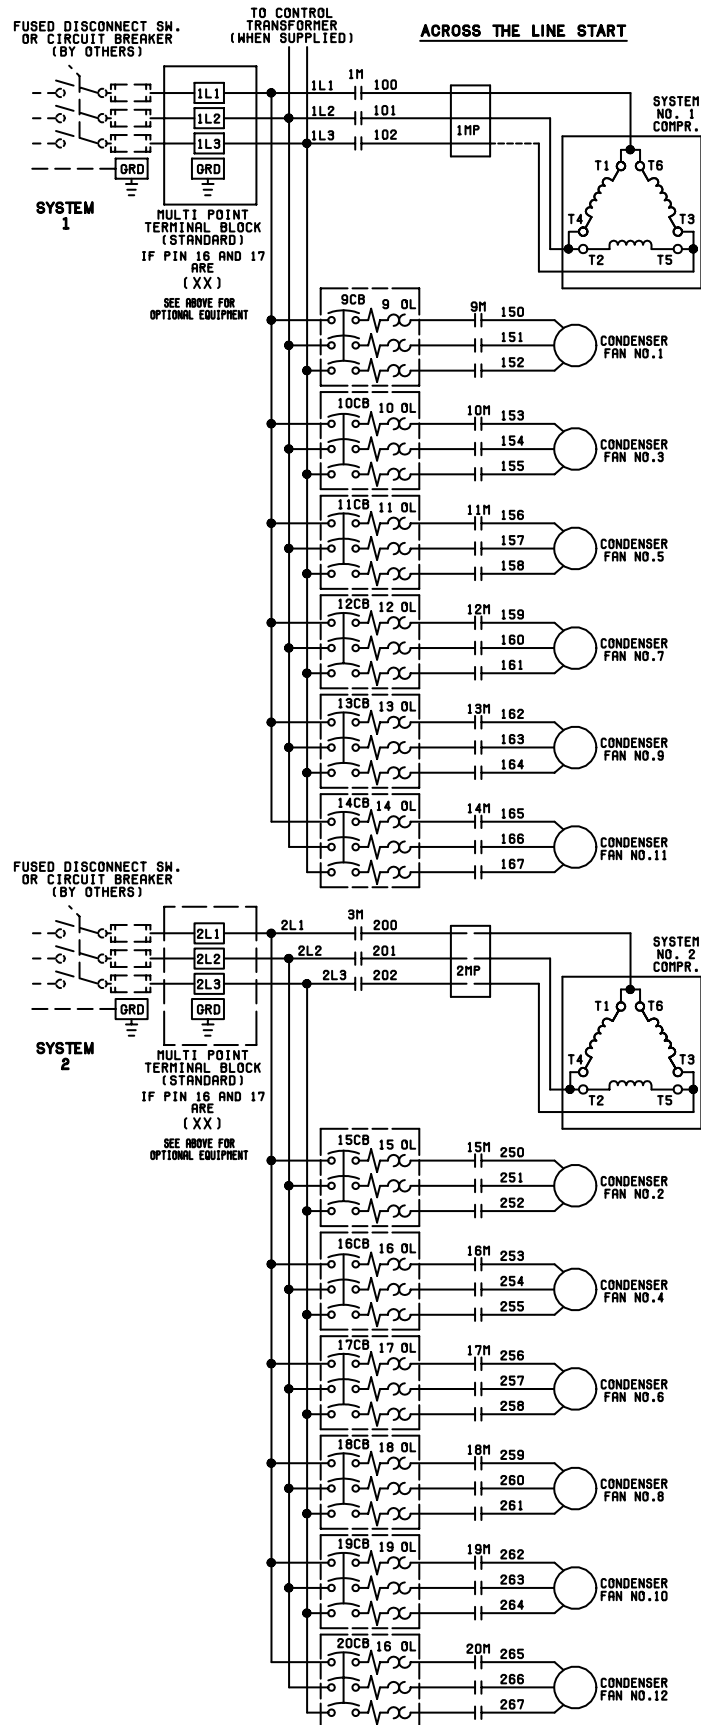 TO CONTROL
TRANSFORMER
(WHEN SUPPLIED)
ACROSS THE LINE START
FUSED DISCONNECT SW.
OR CIRCUIT BREAKER
(BY OTHERS)
1L1 1L1 1M 100
1L2 1L2 101
1L3 1L3 102
1MP
GRD GRD
SYSTEM
1
MULTI POINT
TERMINAL BLOCK
(STANDARD)
IF PIN 16 AND 17
ARE
(XX)
SEE ABOVE FOR
OPTIONAL EQUIPMENT
SYSTEM
NO. 1
COMPR.
T1 T6
T4 T3
T2 T5
9CB 9 OL 9M 150
151
152
CONDENSER
FAN NO.1
10CB 10 OL 10M 153
154
155
CONDENSER
FAN NO.3
11CB 11 OL 11M 156
157
158
CONDENSER
FAN NO.5
12CB 12 OL 12M 159
160
161
CONDENSER
FAN NO.7
13CB 13 OL 13M 162
163
164
CONDENSER
FAN NO.9
14CB 14 OL 14M 165
166
167
CONDENSER
FAN NO.11
FUSED DISCONNECT SW.
OR CIRCUIT BREAKER
(BY OTHERS)
2L1 2L1 3M 200
2L2 2L2 201
2L3 2L3 202
2MP
GRD GRD
SYSTEM
2
MULTI POINT
TERMINAL BLOCK
(STANDARD)
IF PIN 16 AND 17
ARE
(XX)
SEE ABOVE FOR
OPTIONAL EQUIPMENT
SYSTEM
NO. 2
COMPR.
T1 T6
T4 T3
T2 T5
15CB 15 OL 15M 250
251
252
CONDENSER
FAN NO.2
16CB 16 OL 16M 253
254
255
CONDENSER
FAN NO.4
17CB 17 OL 17M 256
257
258
CONDENSER
FAN NO.6
18CB 18 OL 18M 259
260
261
CONDENSER
FAN NO.8
19CB 19 OL 19M 262
263
264
CONDENSER
FAN NO.10
20CB 16 OL 20M 265
266
267
CONDENSER
FAN NO.12